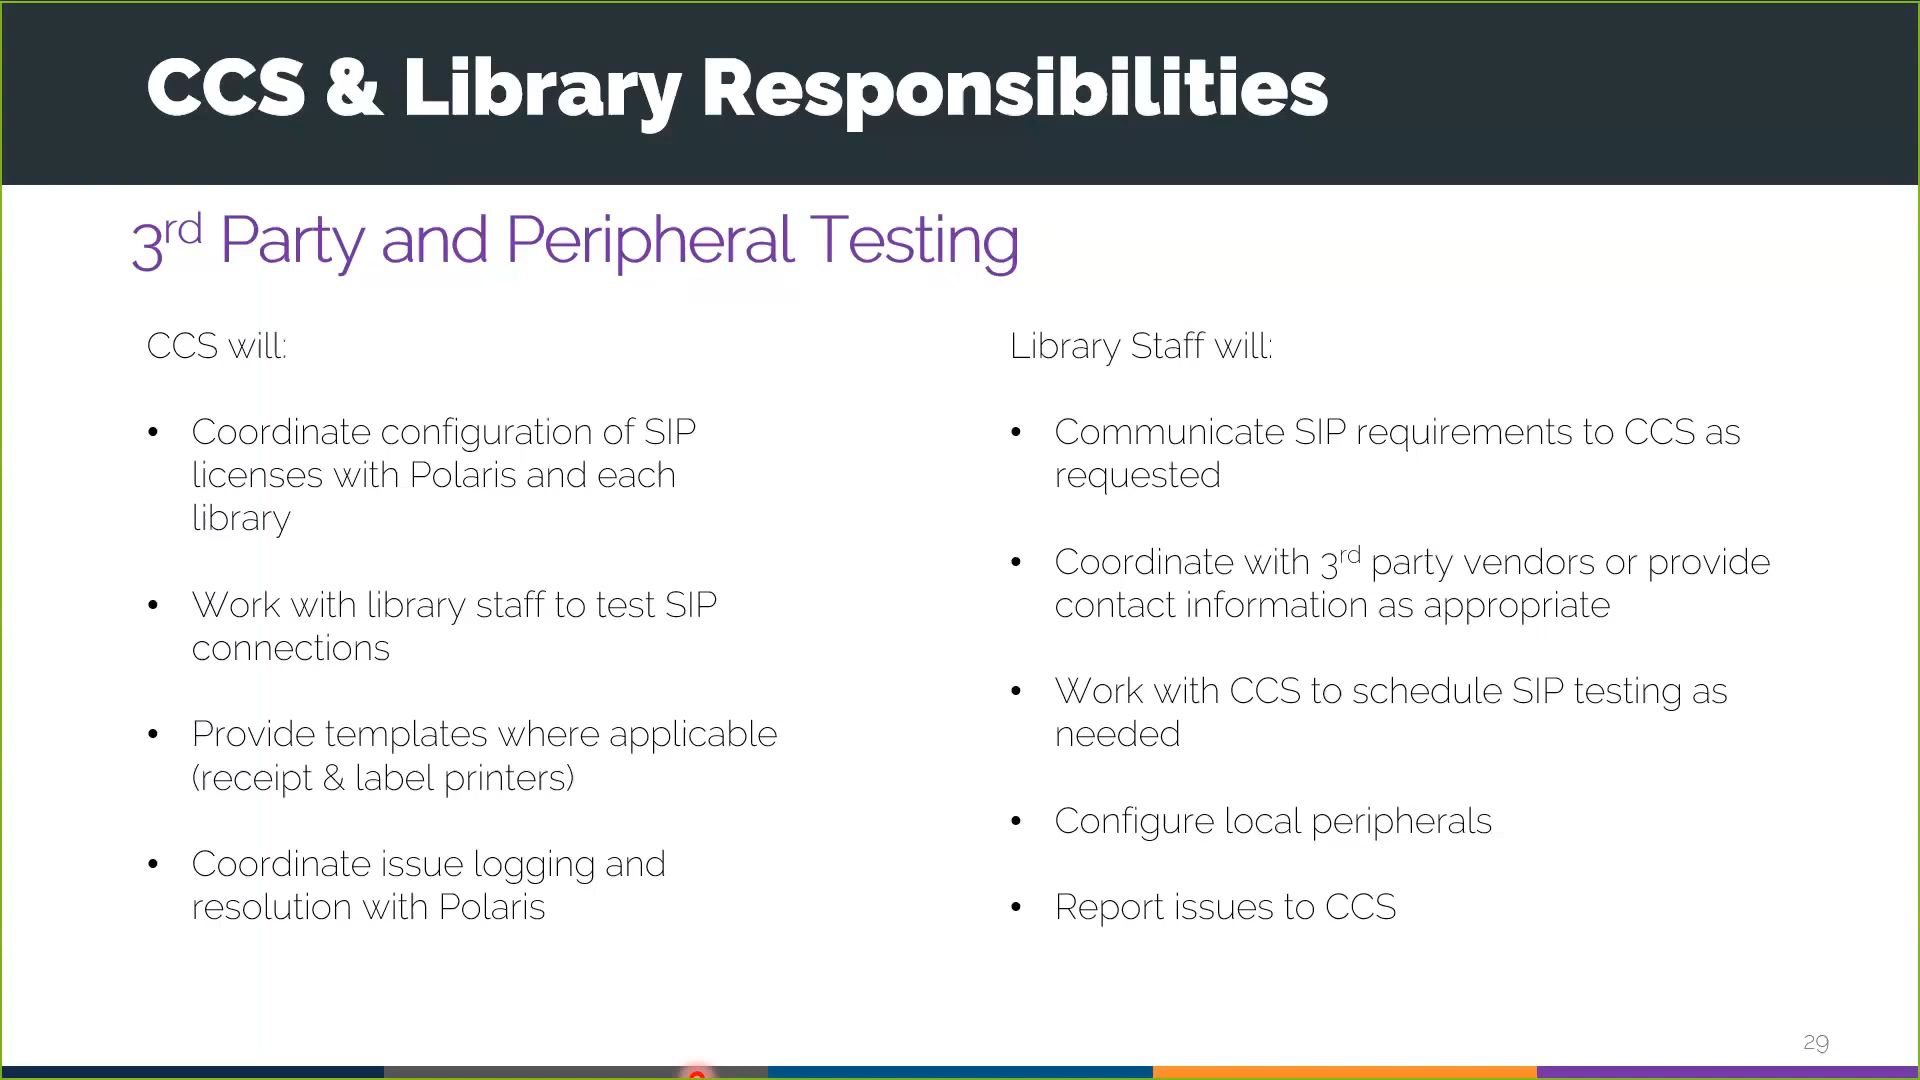 CCS & Library Responsibilities
3rd Party and Peripheral Testing
CCS will:
• Coordinate configuration of SIP
licenses with Polaris and each
library
• Work with library staff to test SIP
connections
• Provide templates where applicable
(receipt & label printers)
• Coordinate issue logging and
resolution with Polaris
Library Staff will:
• Communicate SIP requirements to CCS as
requested
• Coordinate with 3rd party vendors or provide
contact information as appropriate
• Work with CCS to schedule SIP testing as
needed
• Configure local peripherals
• Report issues to CCS
29